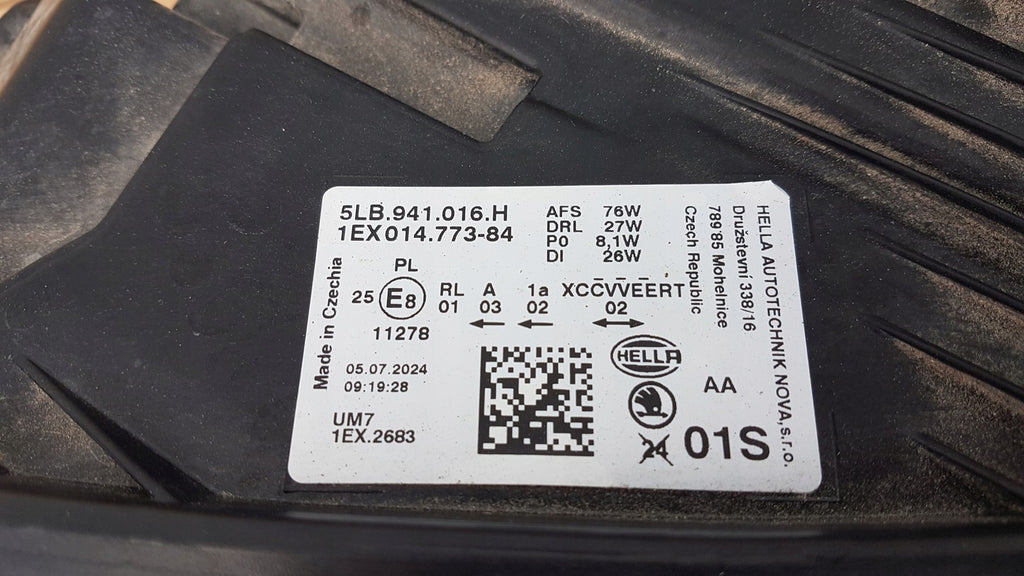 5LB.941.016.H
1EX014.773-84
AFS 76W
DRL 27W
P0 8,1W
DI 26W
HELLA AUTOTECHNIK NOVA, s.r.o.
Družstevní 338/16
789 85 Mohelnice
Czech Republic
Made in Czechia
PL
25 E8
11278
RL A 1a XCC̄V̄V̄ĒERT
01 03 02 02
← ← ↔
05.07.2024
09:19:28
UM7
1EX.2683
HELLA
AA
24
01S